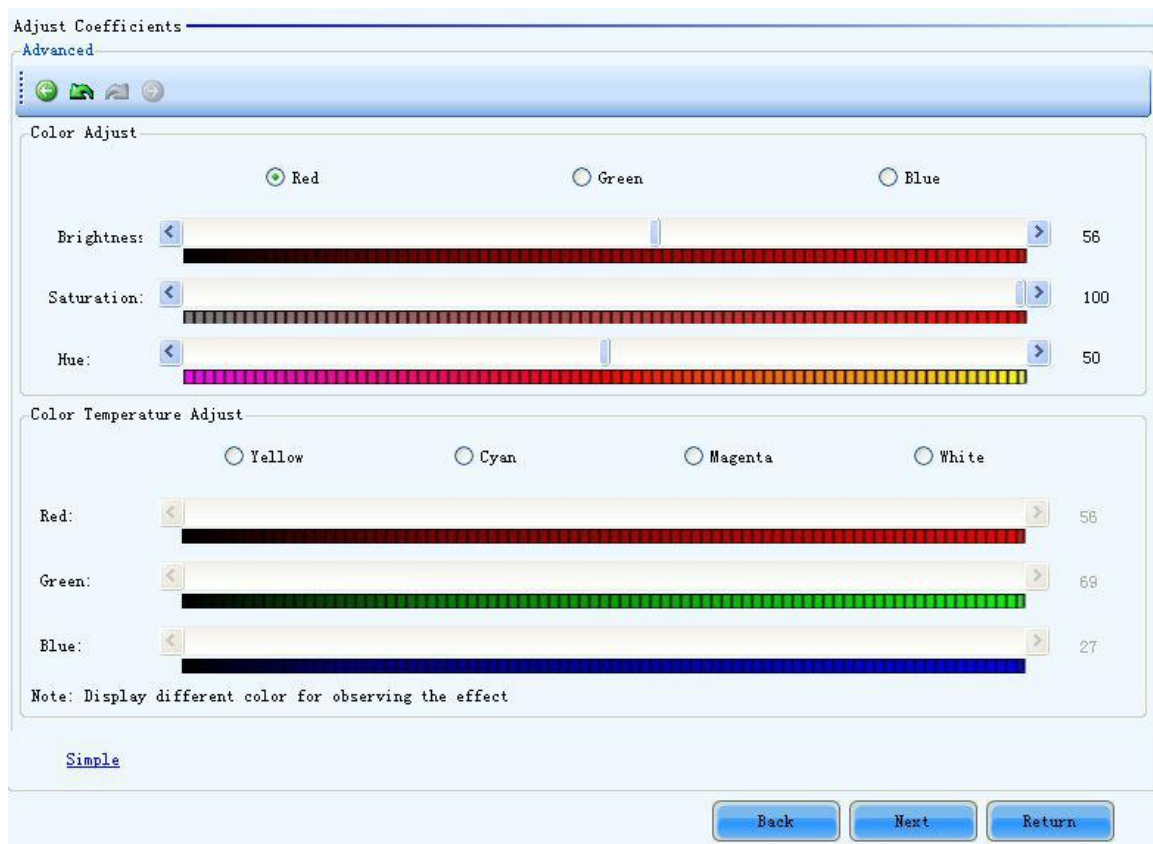 Adjust Coefficients
Advanced
Color Adjust
Red Green Blue
Brightness 56
Saturation: 100
Hue: 50
Color Temperature Adjust
Yellow Cyan Magenta White
Red: 56
Green: 69
Blue: 27
Note: Display different color for observing the effect
Simple
Back Next Return